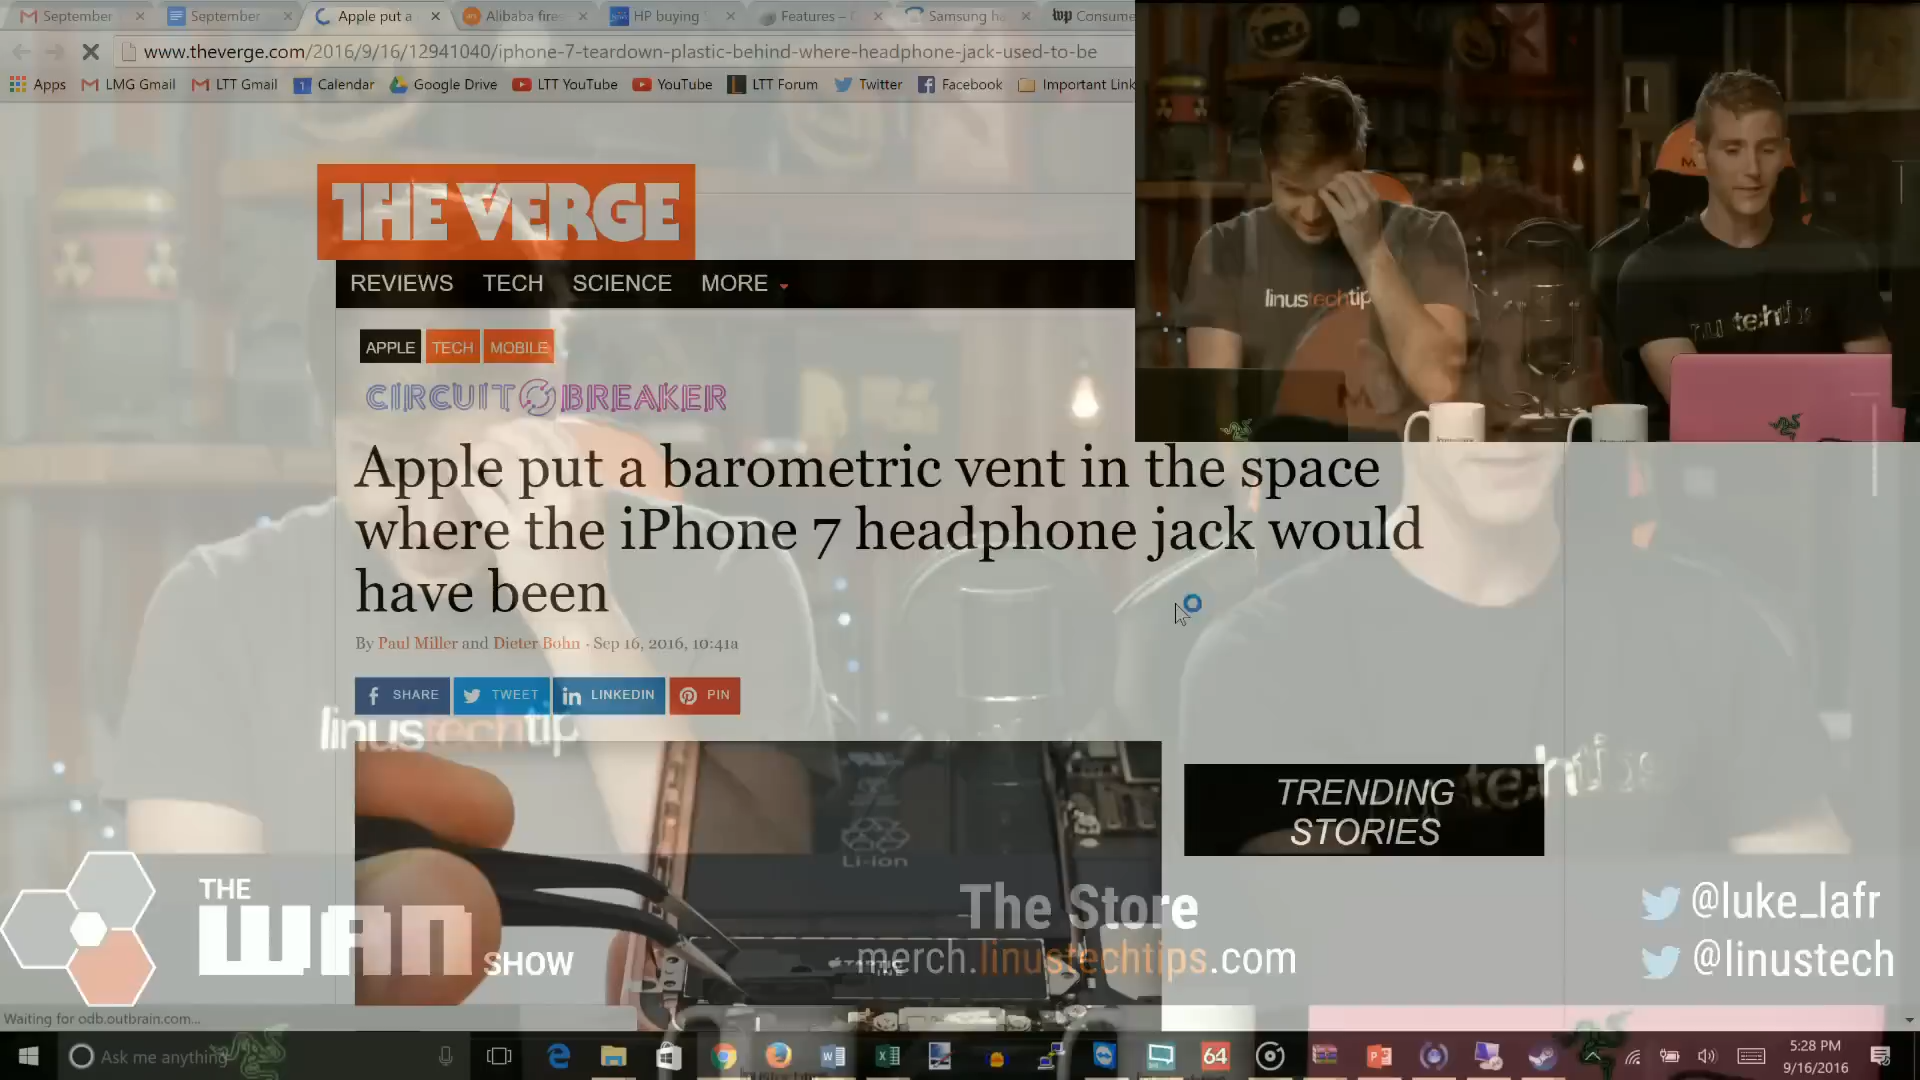 September
September
Apple put a
Alibaba fires
HP buying S
Features –
Samsung ha
wp Consume
www.theverge.com/2016/9/16/12941040/iphone-7-teardown-plastic-behind-where-headphone-jack-used-to-be
Apps
LMG Gmail
LTT Gmail
Calendar
Google Drive
LTT YouTube
YouTube
LTT Forum
Twitter
Facebook
Important Link
THE VERGE
REVIEWS TECH SCIENCE MORE
APPLE TECH MOBILE
CIRCUIT BREAKER
Apple put a barometric vent in the space
where the iPhone 7 headphone jack would
have been
By Paul Miller and Dieter Bohn · Sep 16, 2016, 10:41a
SHARE TWEET LINKEDIN PIN
linustechtip
linustechtip
Li-ion
TRENDING
STORIES
THE
WAN
SHOW
The Store
merch.linustechtips.com
@luke_lafr
@linustech
Waiting for odb.outbrain.com...
Ask me anything
64
5:28 PM
9/16/2016